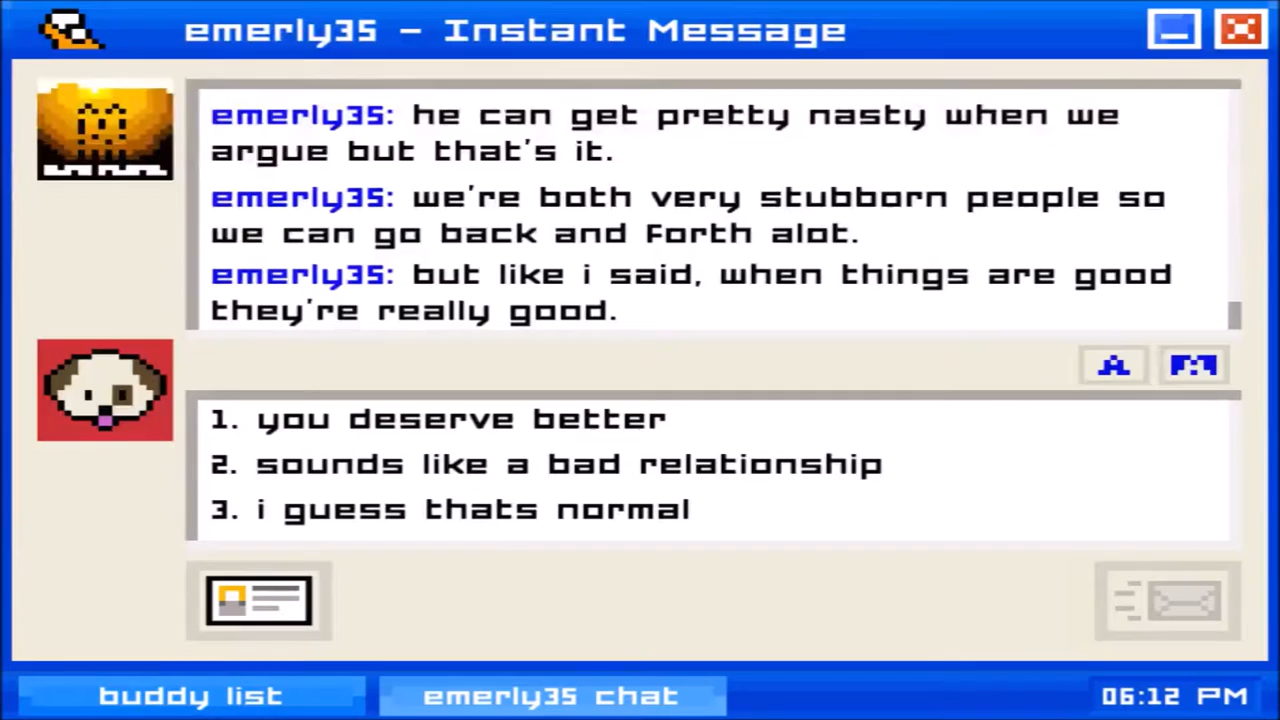 emerly35 - Instant Message
emerly35: he can get pretty nasty when we
argue but that's it.
emerly35: we're both very stubborn people so
we can go back and forth alot.
emerly35: but like i said, when things are good
they're really good.
A
1. you deserve better
2. sounds like a bad relationship
3. i guess thats normal
buddy list
emerly35 chat
06:12 PM